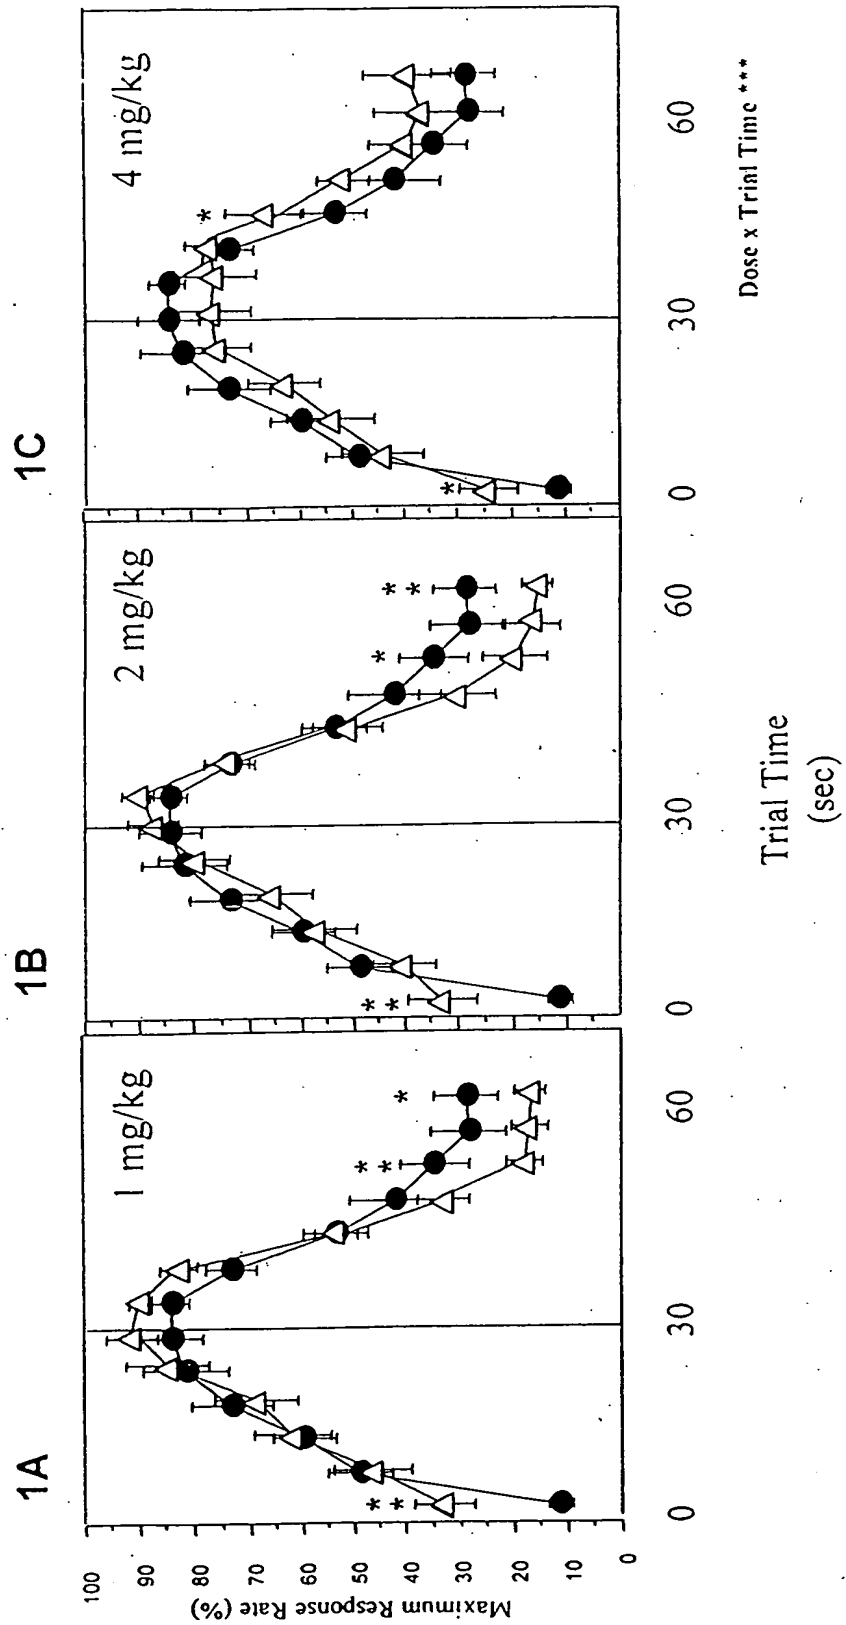 1A
1B
1C
1 mg/kg
2 mg/kg
4 mg/kg
Maximum Response Rate (%)
100
90
80
70
60
50
40
30
20
10
0
* *
* *
*
* *
*
* *
*
*
0
30
60
0
30
60
0
30
60
Trial Time
(sec)
Dose x Trial Time ***